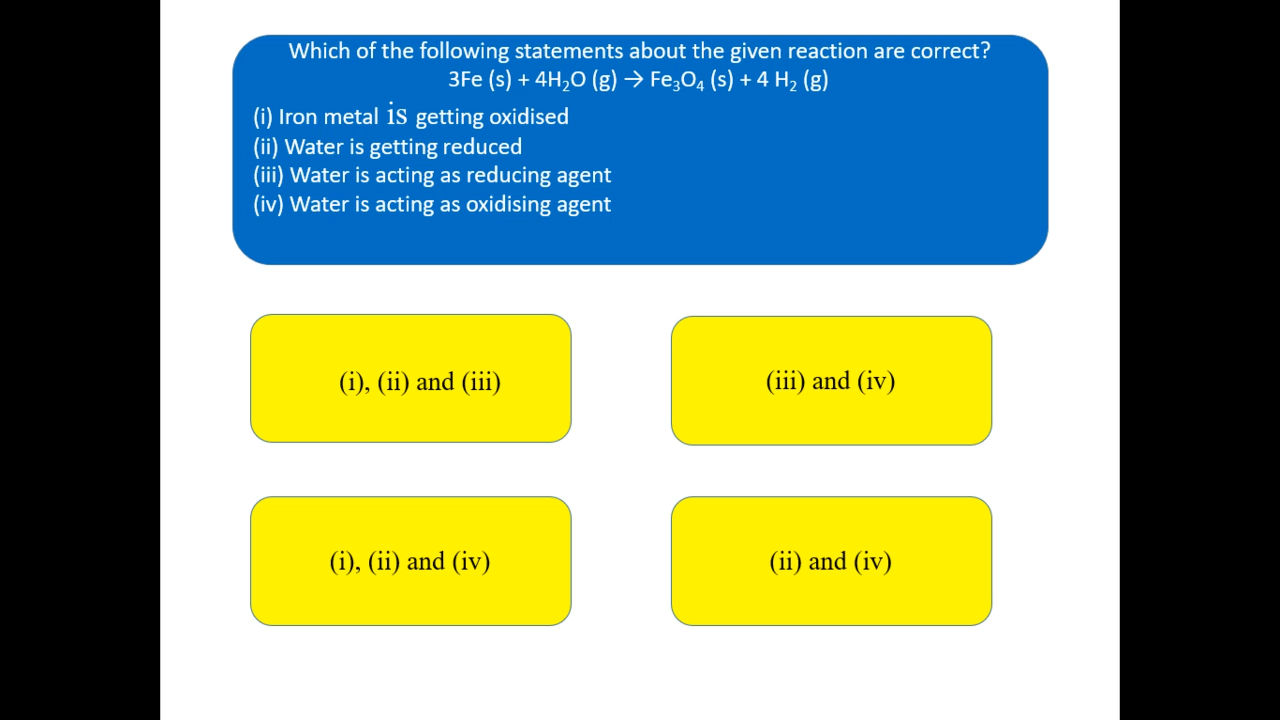 Which of the following statements about the given reaction are correct?
3Fe (s) + 4H₂O (g) → Fe₃O₄ (s) + 4 H₂ (g)
(i) Iron metal is getting oxidised
(ii) Water is getting reduced
(iii) Water is acting as reducing agent
(iv) Water is acting as oxidising agent
(i), (ii) and (iii)
(iii) and (iv)
(i), (ii) and (iv)
(ii) and (iv)